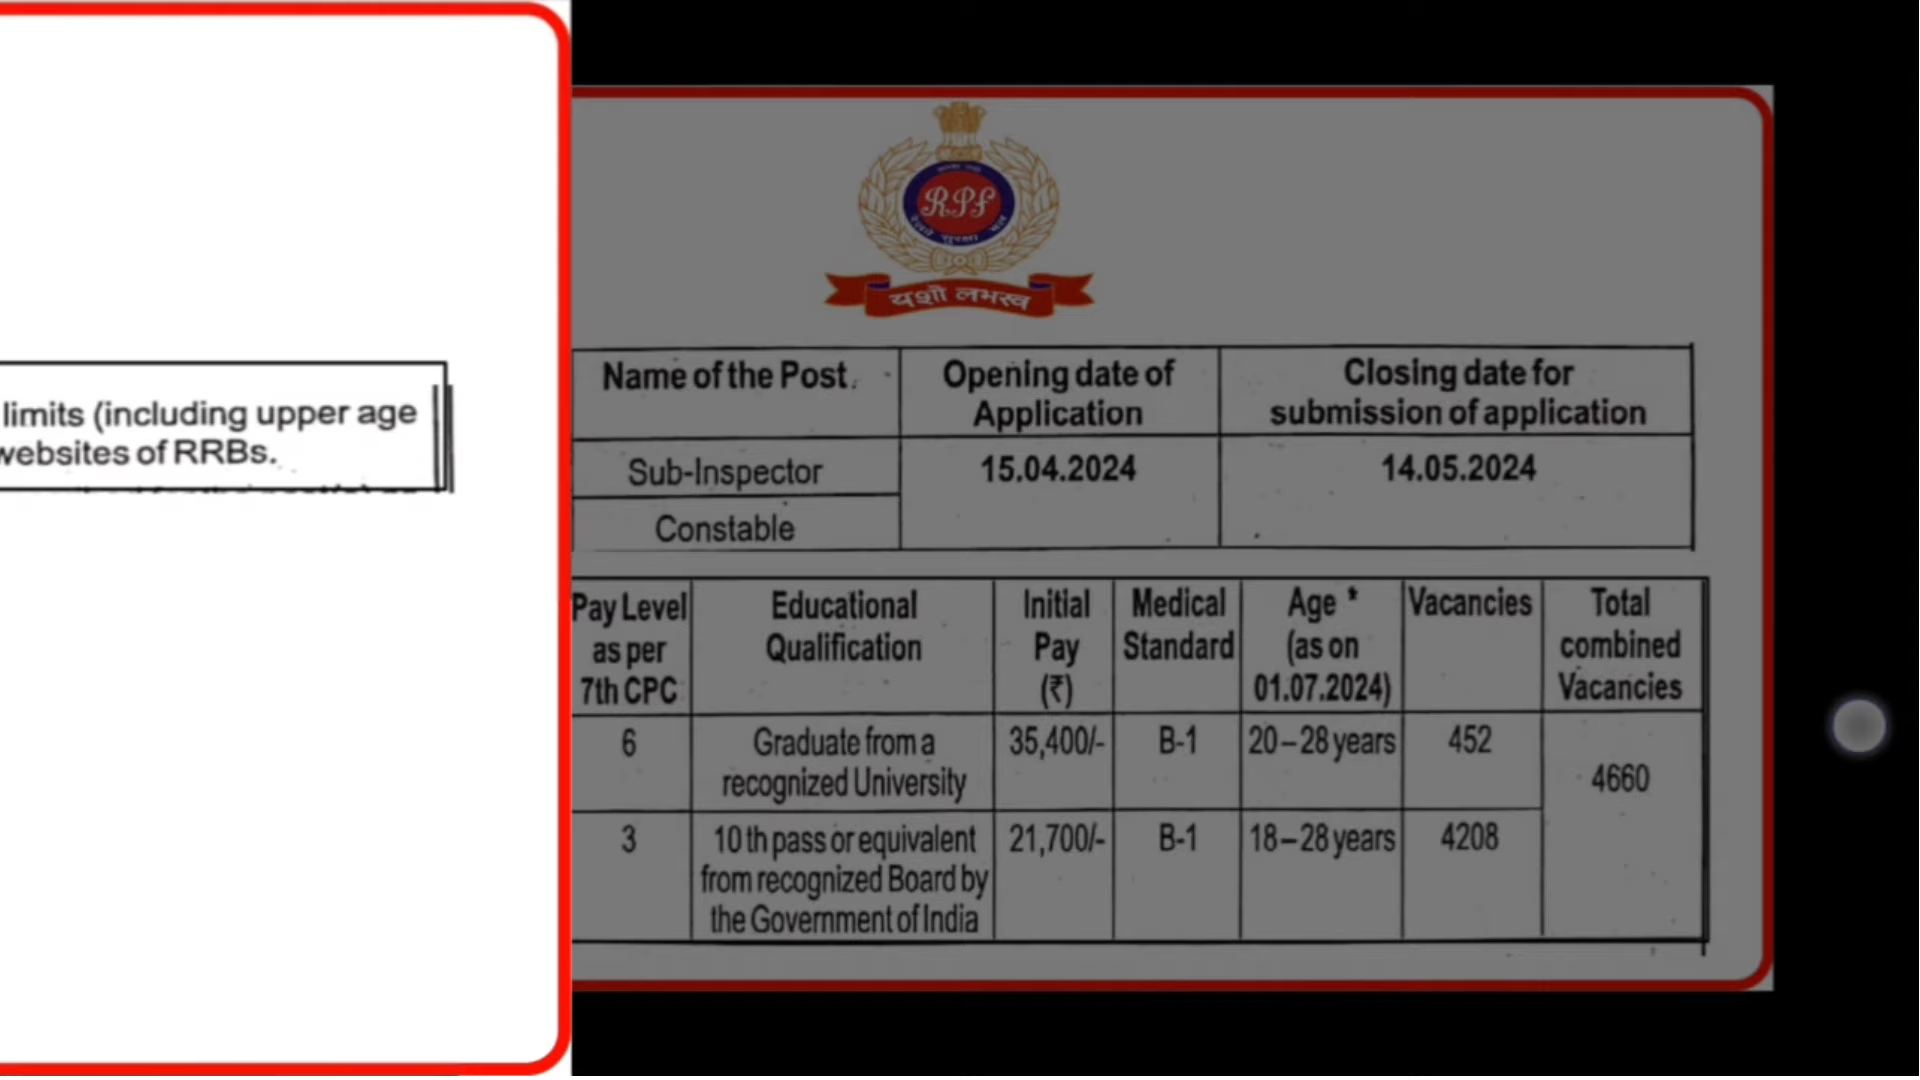 limits (including upper age
websites of RRBs.
RPF
यशो लभस्व
Name of the Post
Opening date of
Application
Closing date for
submission of application
Sub-Inspector
15.04.2024
14.05.2024
Constable
Pay Level
as per
7th CPC
Educational
Qualification
Initial
Pay
(₹)
Medical
Standard
Age *
(as on
01.07.2024)
Vacancies
Total
combined
Vacancies
6
Graduate from a
recognized University
35,400/-
B-1
20–28 years
452
4660
3
10 th pass or equivalent
from recognized Board by
the Government of India
21,700/-
B-1
18–28 years
4208